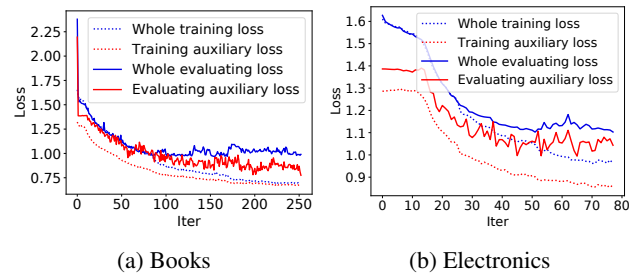 2.25
2.00
1.75
1.50
1.25
1.00
0.75
Loss
Whole training loss
Training auxiliary loss
Whole evaluating loss
Evaluating auxiliary loss
0 50 100 150 200 250
Iter
(a) Books
1.6
1.5
1.4
1.3
1.2
1.1
1.0
0.9
Loss
Whole training loss
Training auxiliary loss
Whole evaluating loss
Evaluating auxiliary loss
0 10 20 30 40 50 60 70 80
Iter
(b) Electronics